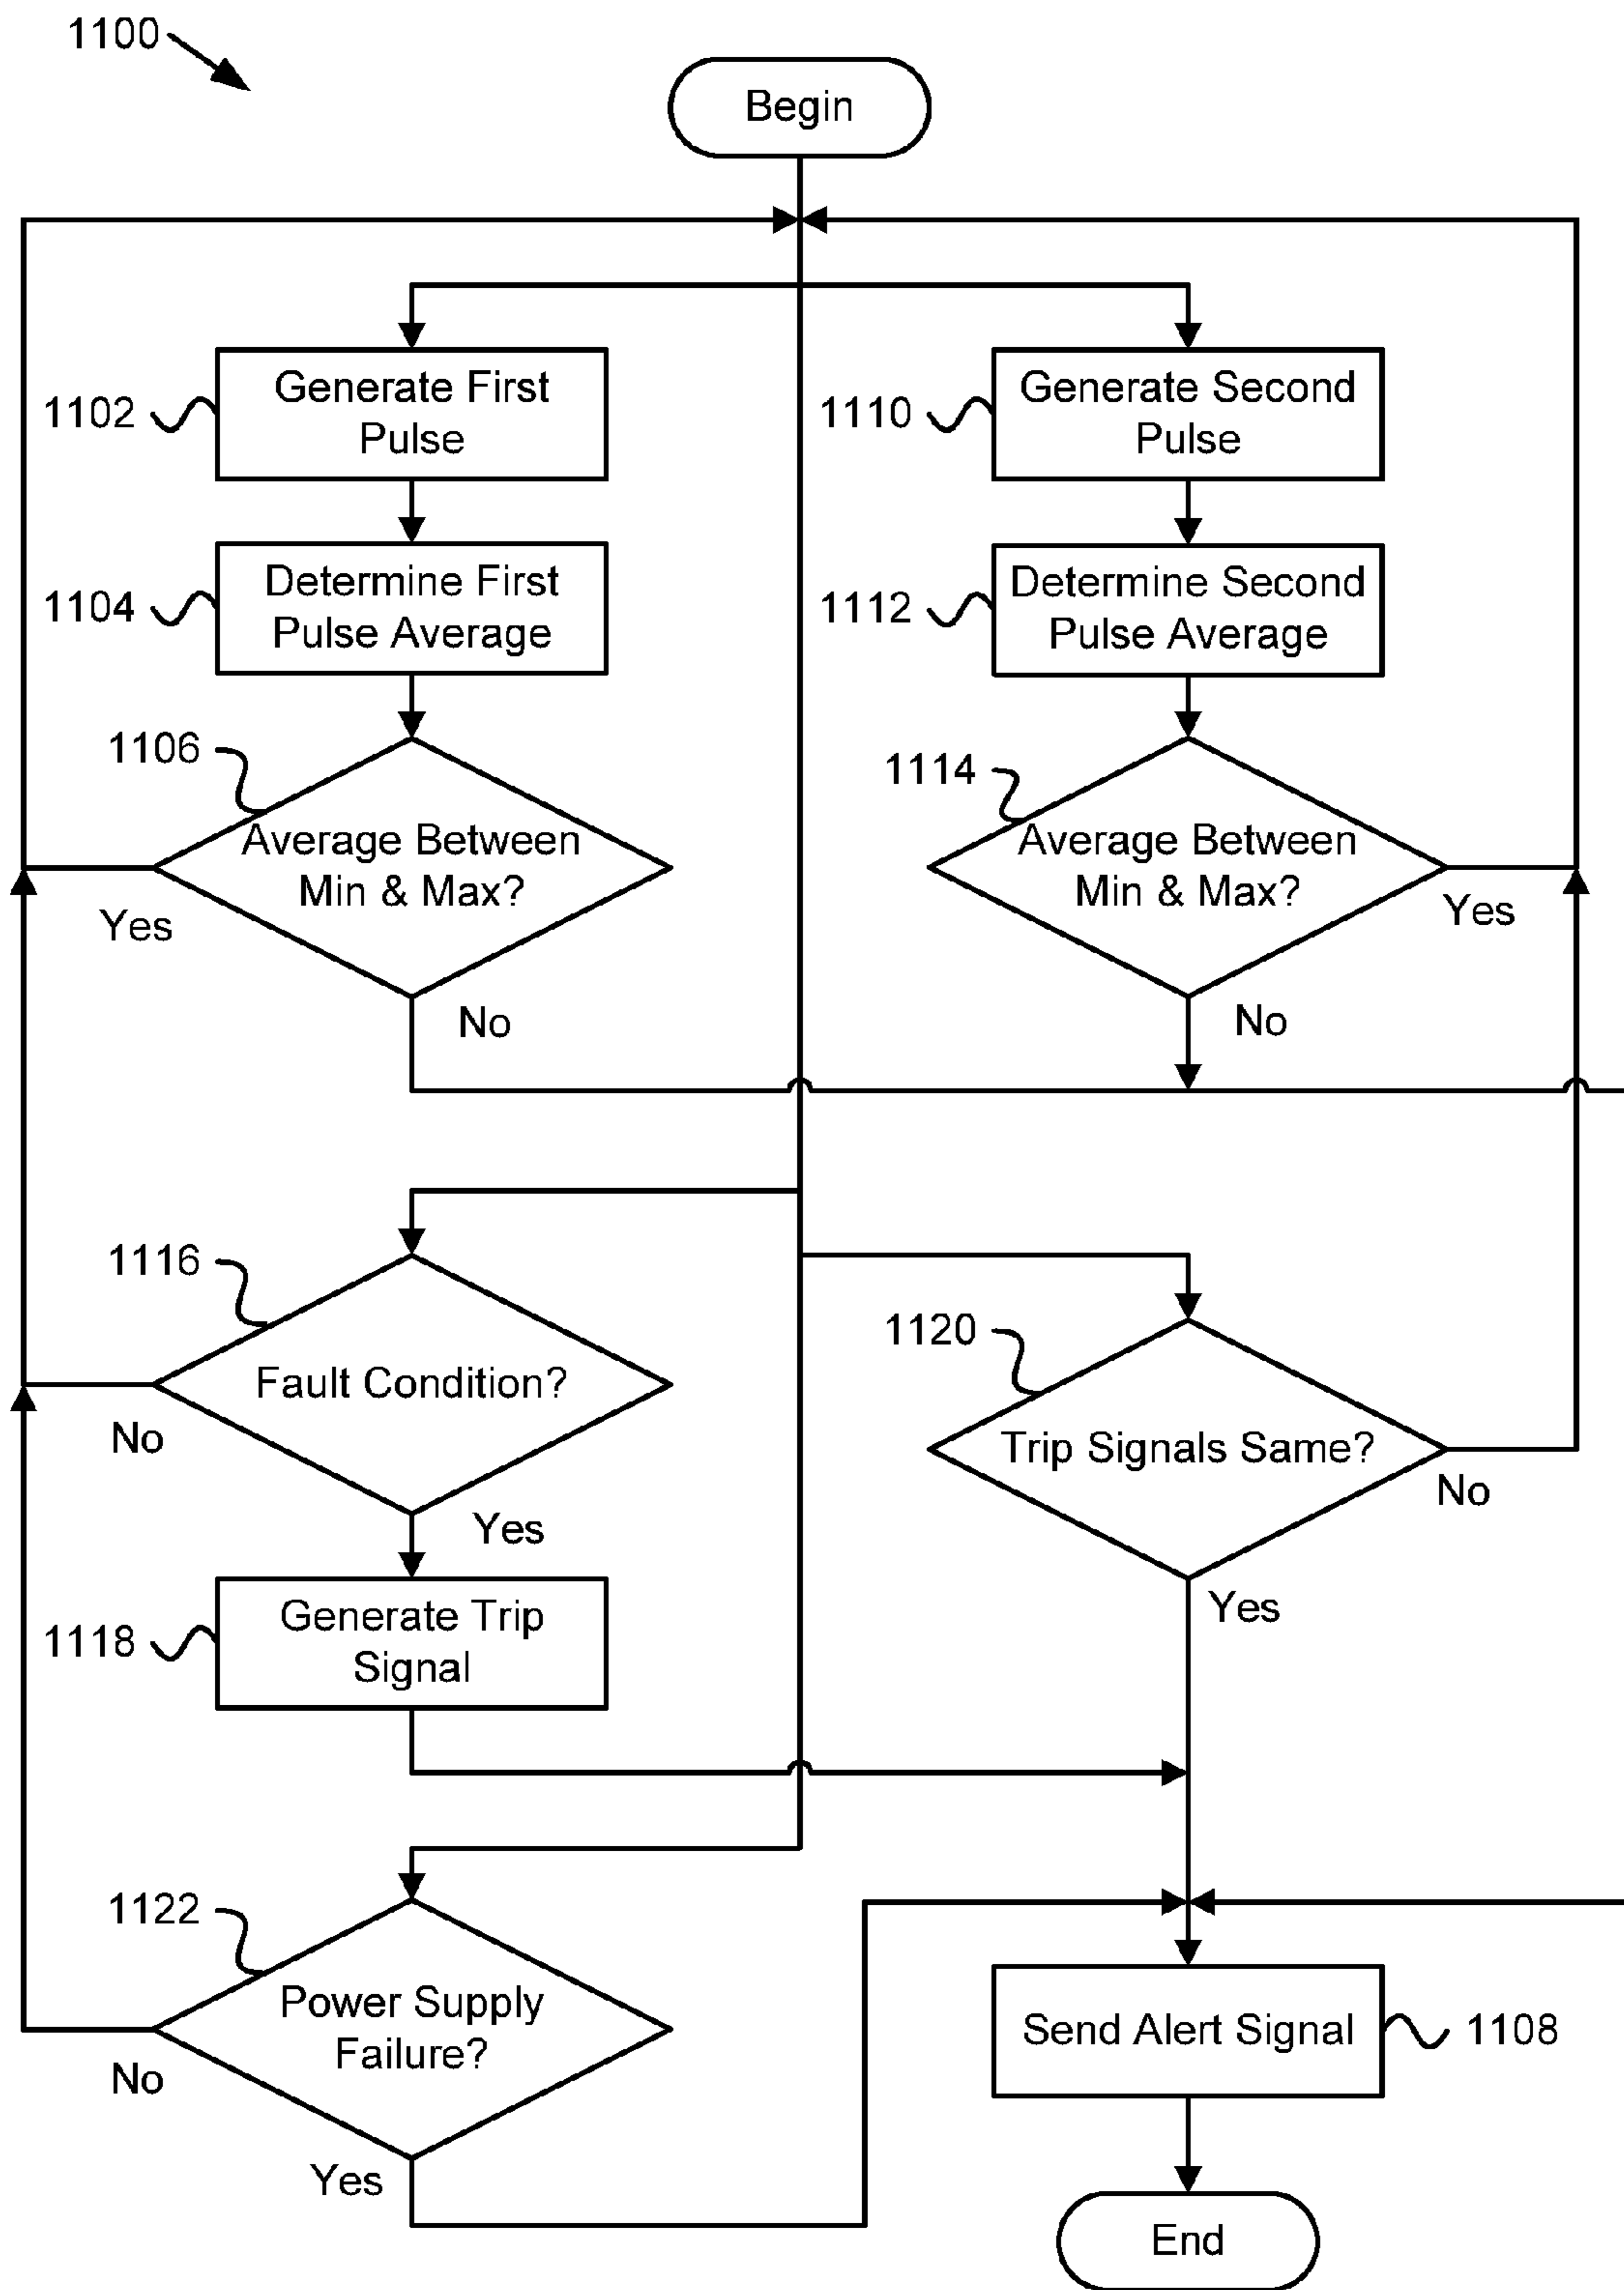 1100
Begin
Generate First
Pulse
1102
Generate Second
Pulse
1110
Determine First
Pulse Average
1104
Determine Second
Pulse Average
1112
1106
Average Between
Min & Max?
Yes
No
1114
Average Between
Min & Max?
Yes
No
1116
Fault Condition?
No
Yes
1120
Trip Signals Same?
No
Yes
Generate Trip
Signal
1118
1122
Power Supply
Failure?
No
Yes
Send Alert Signal
1108
End